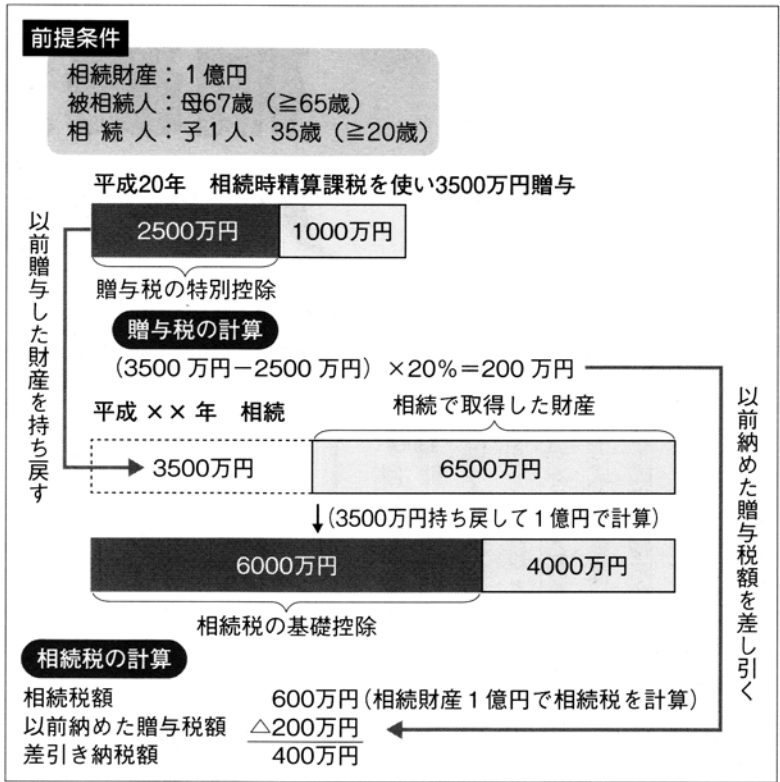 前提条件
相続財産：１億円
被相続人：母67歳（≧65歳）
相 続 人：子１人、35歳（≧20歳）
平成20年　相続時精算課税を使い3500万円贈与
2500万円
1000万円
贈与税の特別控除
以前贈与した財産を持ち戻す
贈与税の計算
（3500 万円－2500 万円）×20％＝200 万円
平成 ×× 年　相続
相続で取得した財産
3500万円
6500万円
（3500万円持ち戻して１億円で計算）
6000万円
4000万円
相続税の基礎控除
以前納めた贈与税額を差し引く
相続税の計算
相続税額　600万円（相続財産１億円で相続税を計算）
以前納めた贈与税額　△200万円
差引き納税額　400万円